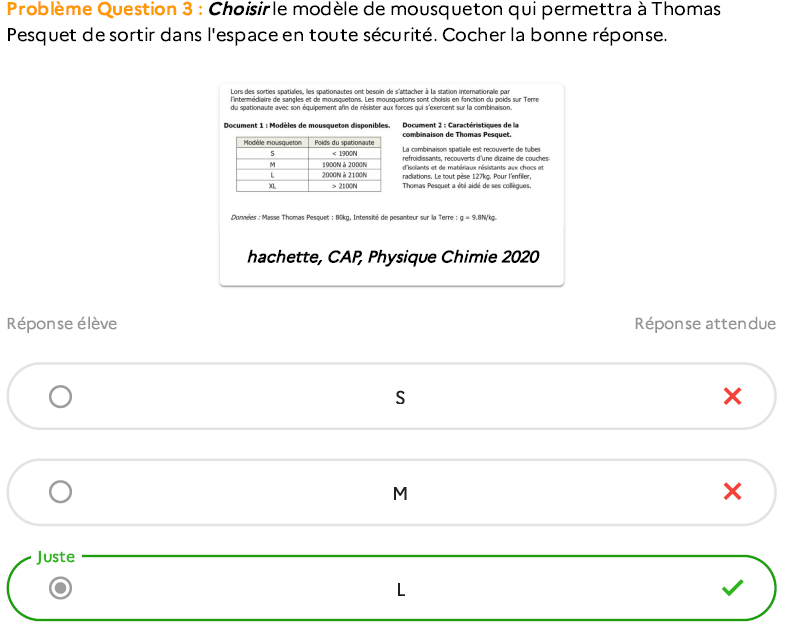 Problème Question 3 : Choisir le modèle de mousqueton qui permettra à Thomas
Pesquet de sortir dans l'espace en toute sécurité. Cocher la bonne réponse.
Lors des sorties spatiales, les spationautes ont besoin de s'attacher à la station internationale par
l'intermédiaire de sangles et de mousquetons. Les mousquetons sont choisis en fonction du poids sur Terre
du spationaute avec son équipement afin de résister aux forces qui s'exercent sur la combinaison.
Document 1 : Modèles de mousqueton disponibles.
Modèle mousqueton Poids du spationaute
S < 1900N
M 1900N à 2000N
L 2000N à 2100N
XL > 2100N
Document 2 : Caractéristiques de la
combinaison de Thomas Pesquet.
La combinaison spatiale est recouverte de tubes
refroidissants, recouverts d'une dizaine de couches
d'isolants et de matériaux résistants aux chocs et
radiations. Le tout pèse 127kg. Pour l'enfiler,
Thomas Pesquet a été aidé de ses collègues.
Données : Masse Thomas Pesquet : 80kg, Intensité de pesanteur sur la Terre : g = 9.8N/kg.
hachette, CAP, Physique Chimie 2020
Réponse élève Réponse attendue
S
M
Juste
L